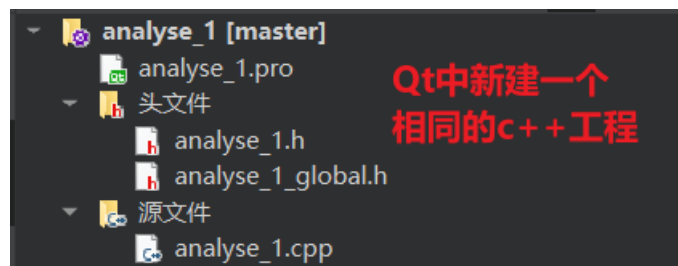 analyse_1 [master]
analyse_1.pro
头文件
analyse_1.h
analyse_1_global.h
源文件
analyse_1.cpp
Qt中新建一个
相同的c++工程